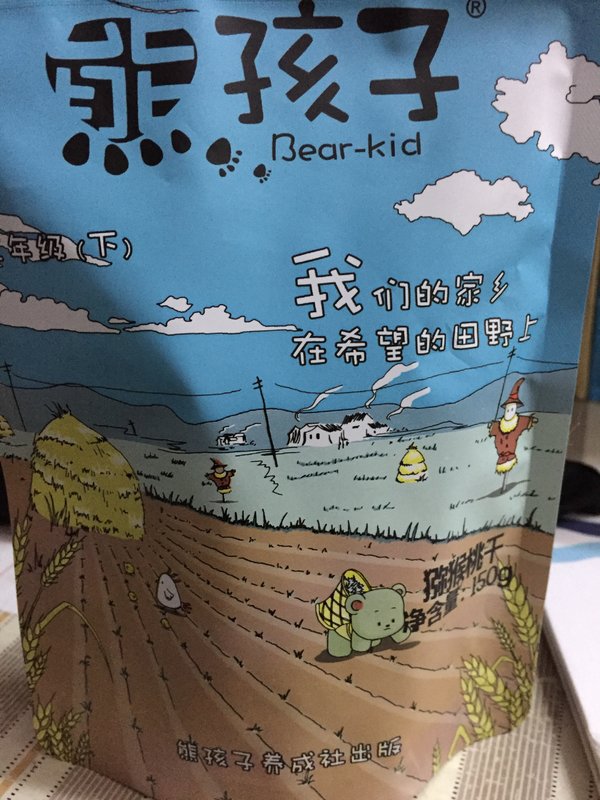 熊孩子®
Bear-kid
年级（下）
我们的家乡
在希望的田野上
猕猴桃干
净含量：150g
熊孩子养成社出版